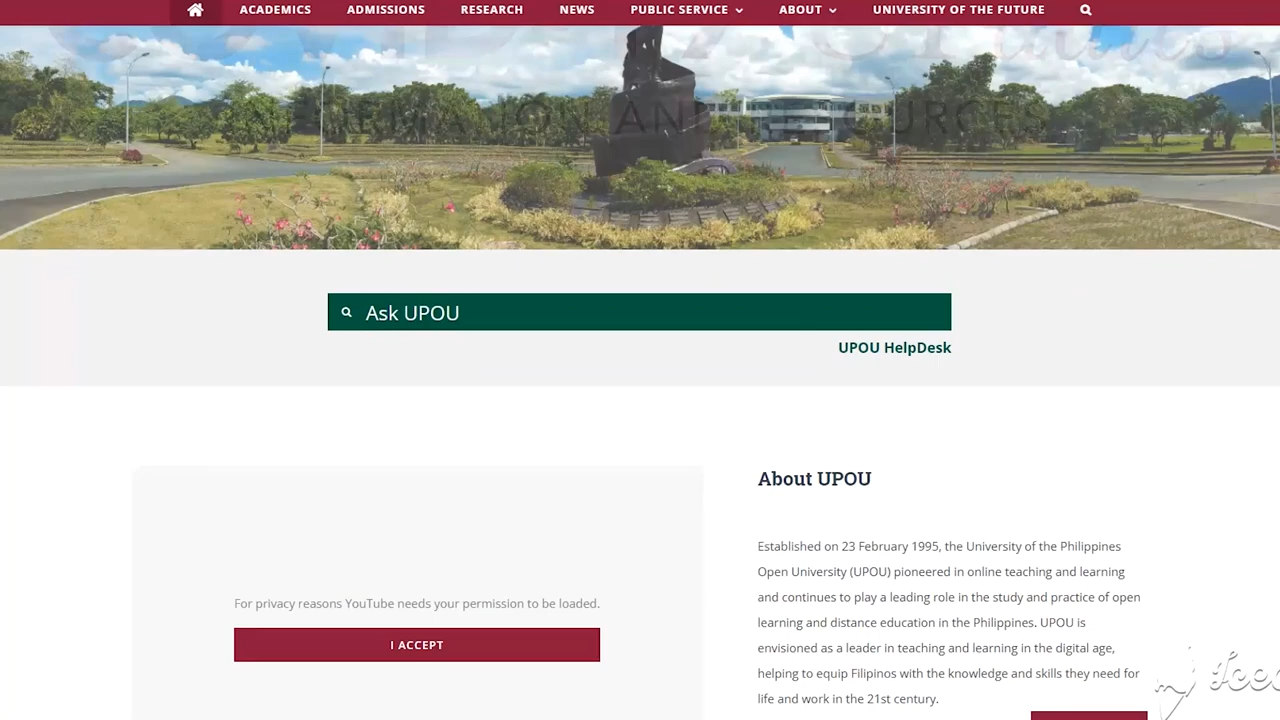 ACADEMICS ADMISSIONS RESEARCH NEWS PUBLIC SERVICE ABOUT UNIVERSITY OF THE FUTURE
Ask UPOU
UPOU HelpDesk
For privacy reasons YouTube needs your permission to be loaded.
I ACCEPT
About UPOU
Established on 23 February 1995, the University of the Philippines
Open University (UPOU) pioneered in online teaching and learning
and continues to play a leading role in the study and practice of open
learning and distance education in the Philippines. UPOU is
envisioned as a leader in teaching and learning in the digital age,
helping to equip Filipinos with the knowledge and skills they need for
life and work in the 21st century.